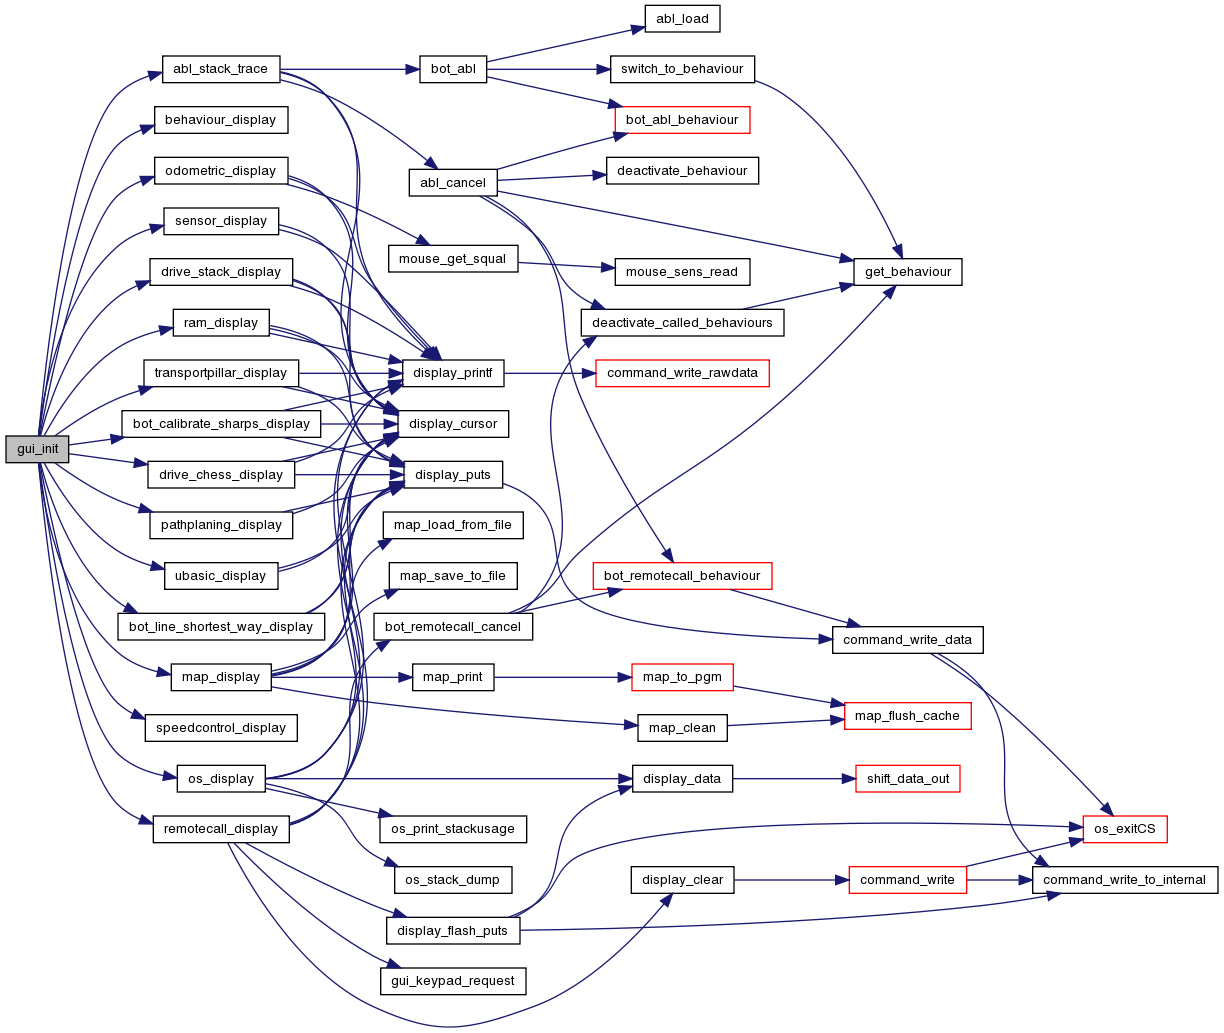 gui_init
abl_stack_trace
behaviour_display
odometric_display
sensor_display
drive_stack_display
ram_display
transportpillar_display
bot_calibrate_sharps_display
drive_chess_display
pathplaning_display
ubasic_display
bot_line_shortest_way_display
map_display
speedcontrol_display
os_display
remotecall_display
bot_abl
abl_cancel
mouse_get_squal
display_printf
display_cursor
display_puts
map_load_from_file
map_save_to_file
bot_remotecall_cancel
map_print
os_print_stackusage
os_stack_dump
display_flash_puts
gui_keypad_request
abl_load
switch_to_behaviour
bot_abl_behaviour
deactivate_behaviour
mouse_sens_read
deactivate_called_behaviours
command_write_rawdata
bot_remotecall_behaviour
map_to_pgm
map_clean
display_data
display_clear
get_behaviour
command_write_data
map_flush_cache
shift_data_out
command_write
os_exitCS
command_write_to_internal